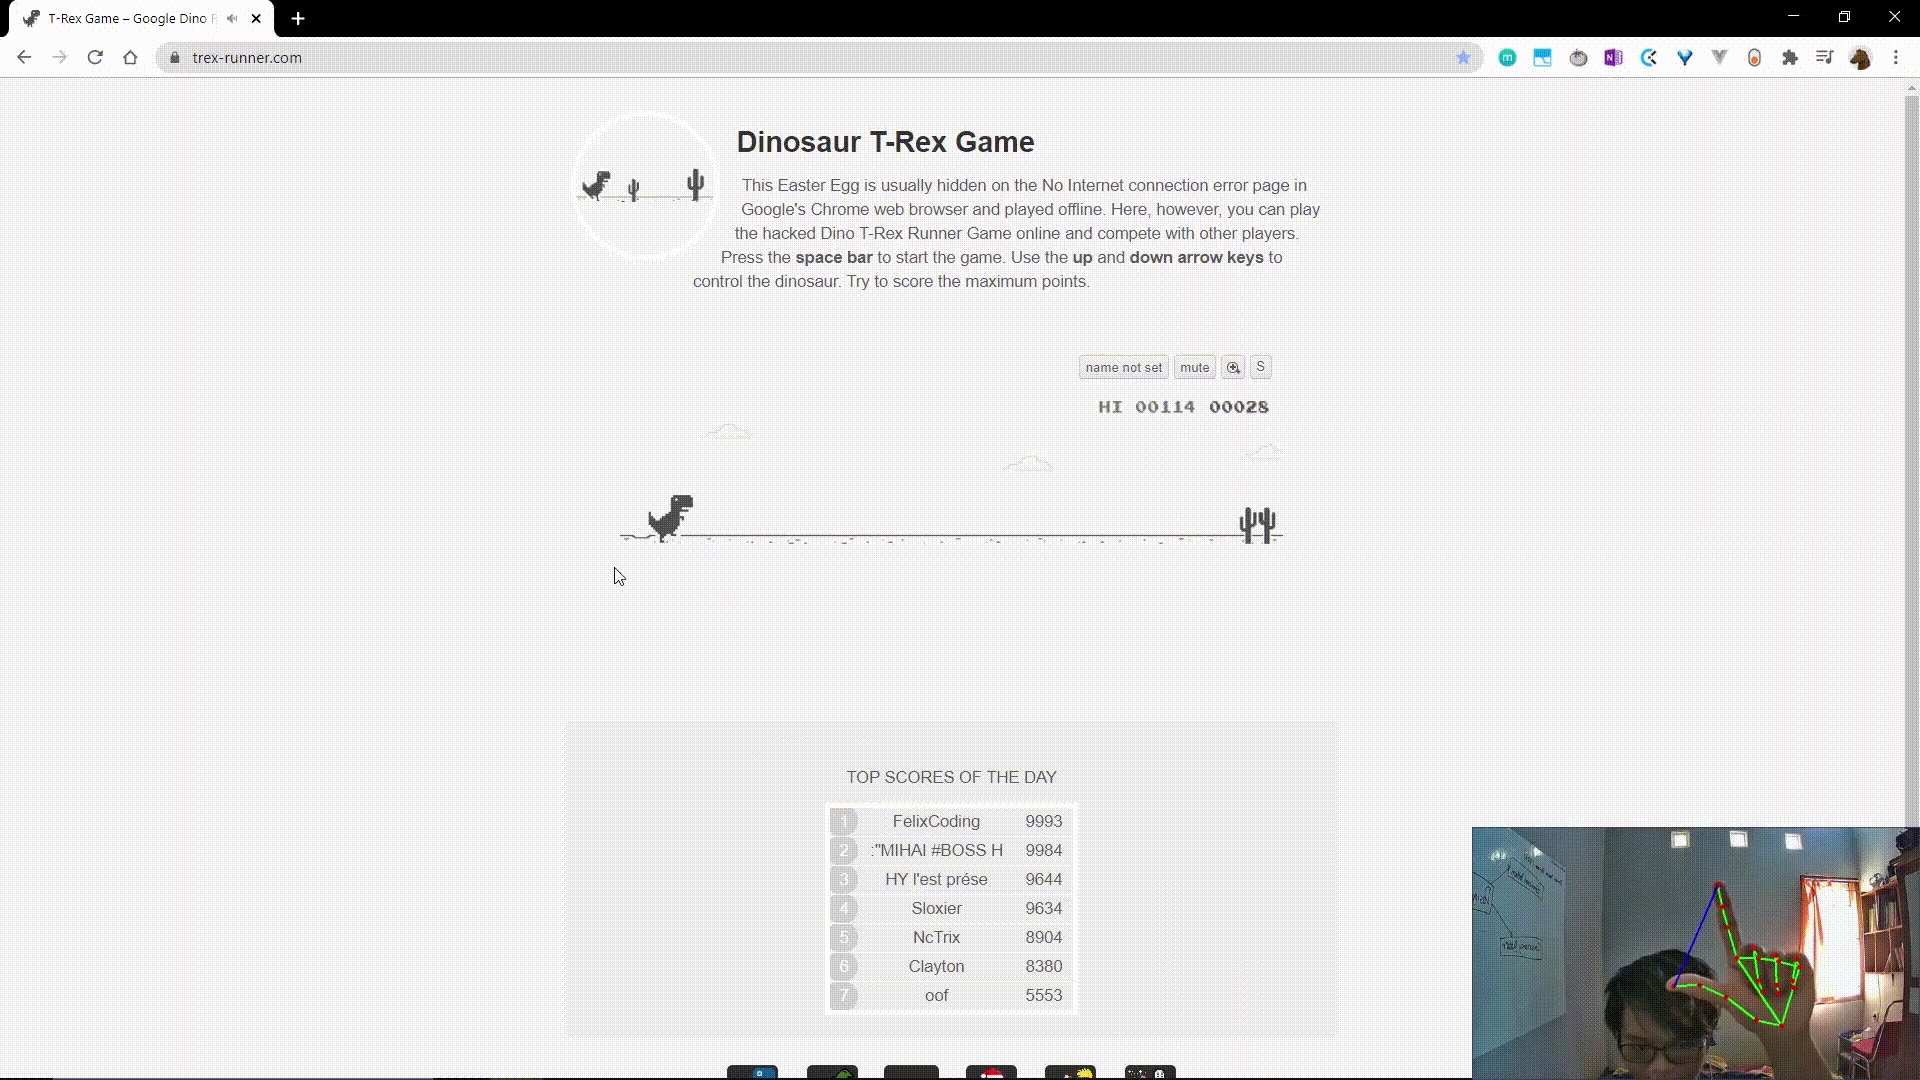 T-Rex Game – Google Dino
trex-runner.com
Dinosaur T-Rex Game
This Easter Egg is usually hidden on the No Internet connection error page in
Google's Chrome web browser and played offline. Here, however, you can play
the hacked Dino T-Rex Runner Game online and compete with other players.
Press the space bar to start the game. Use the up and down arrow keys to
control the dinosaur. Try to score the maximum points.
name not set mute S
HI 00114 00028
TOP SCORES OF THE DAY
1 FelixCoding 9993
2 :"MIHAI #BOSS H 9984
3 HY l'est prése 9644
4 Sloxier 9634
5 NcTrix 8904
6 Clayton 8380
7 oof 5553